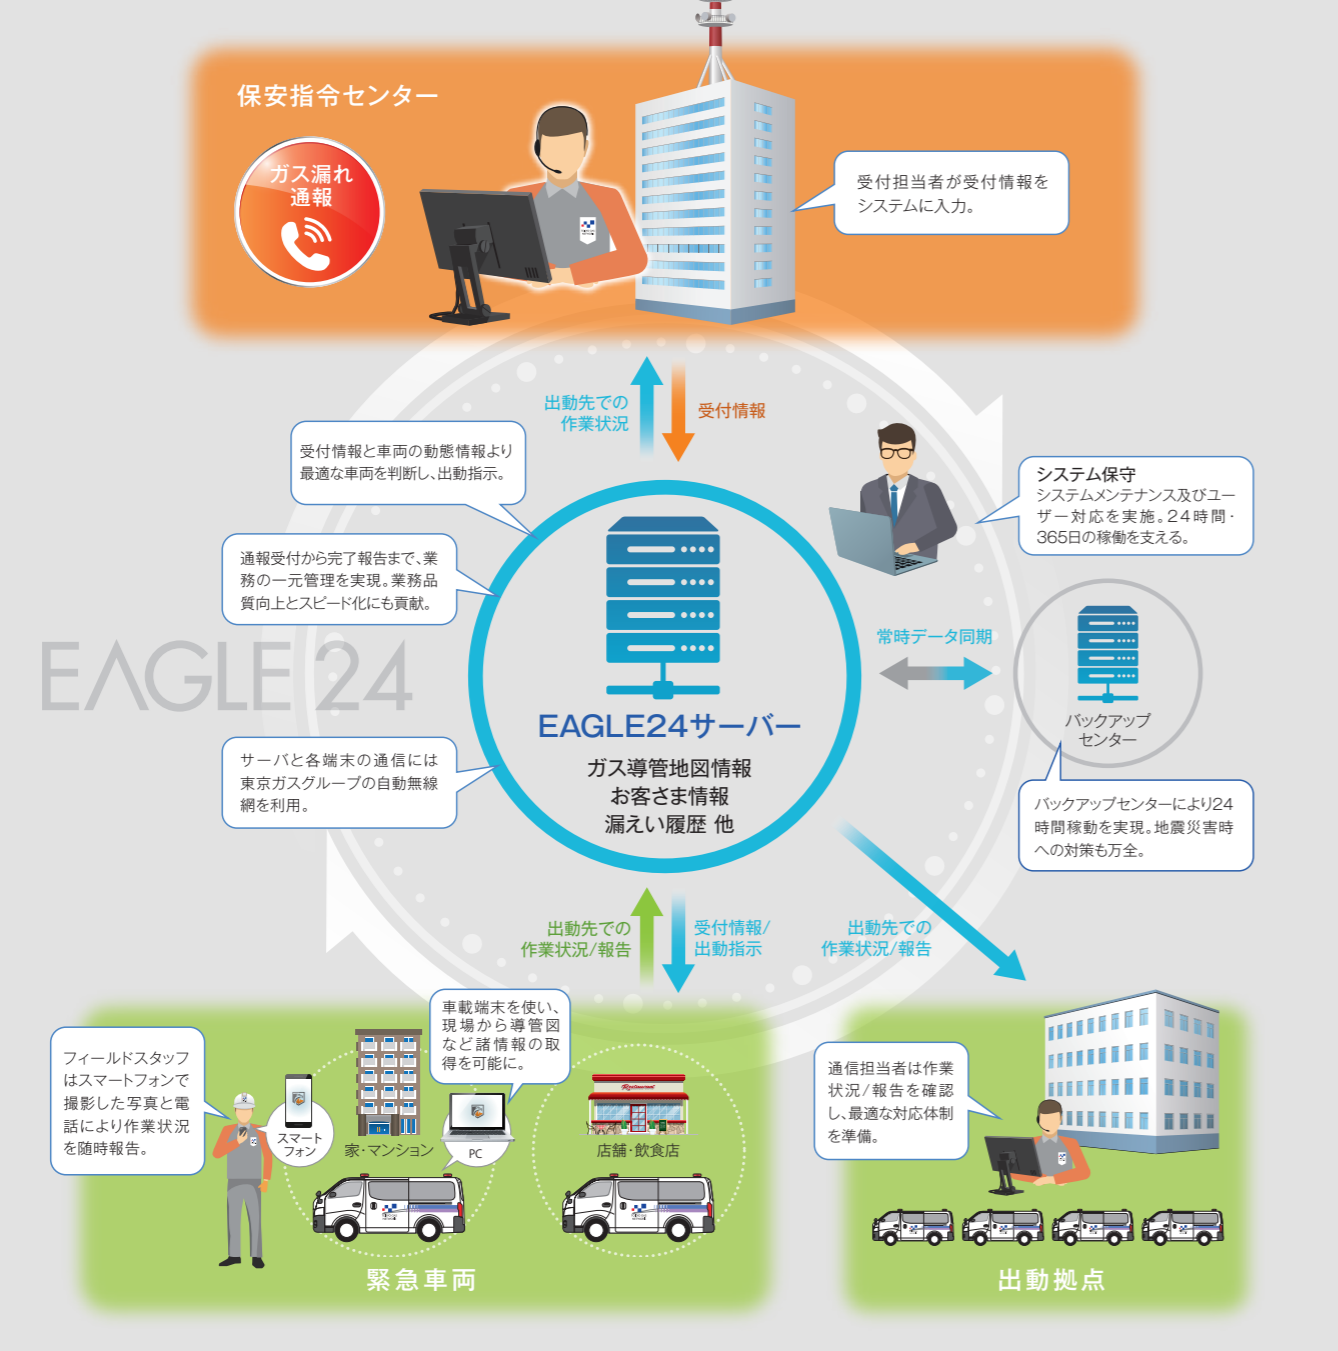 保安指令センター
ガス漏れ
通報
受付担当者が受付情報を
システムに入力。
出動先での
作業状況
受付情報
受付情報と車両の動態情報より
最適な車両を判断し、出動指示。
システム保守
システムメンテナンス及びユー
ザー対応を実施。24時間・
365日の稼働を支える。
通報受付から完了報告まで、業
務の一元管理を実現。業務品
質向上とスピード化にも貢献。
常時データ同期
EAGLE24
バックアップ
センター
EAGLE24サーバー
ガス導管地図情報
お客さま情報
漏えい履歴 他
サーバと各端末の通信には
東京ガスグループの自動無線
網を利用。
バックアップセンターにより24
時間稼動を実現。地震災害時
への対策も万全。
出動先での
作業状況/報告
受付情報/
出動指示
出動先での
作業状況/報告
車載端末を使い、
現場から導管図
など諸情報の取
得を可能に。
フィールドスタッフ
はスマートフォンで
撮影した写真と電
話により作業状況
を随時報告。
スマート
フォン
家・マンション
PC
Restaurant
店舗・飲食店
通信担当者は作業
状況/報告を確認
し、最適な対応体制
を準備。
緊急車両
出動拠点